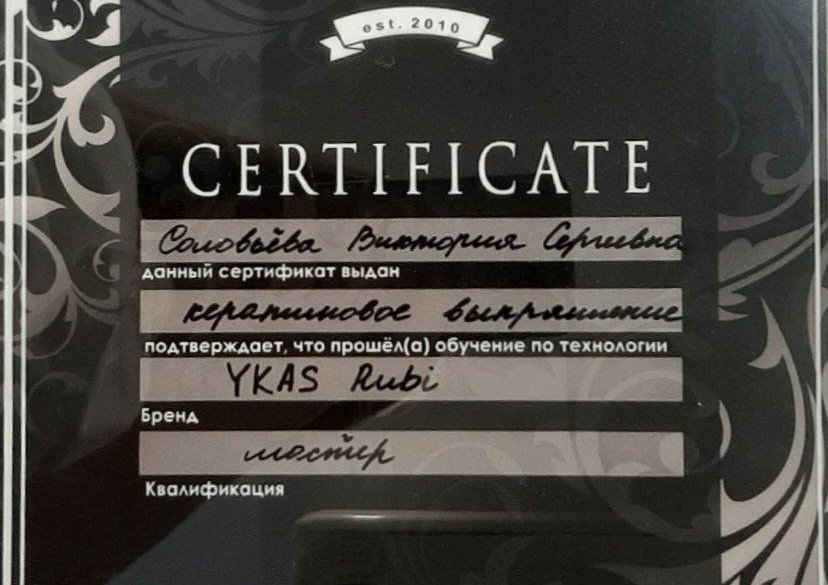 est. 2010
CERTIFICATE
Соловьёва Виктория Сергиевна
данный сертификат выдан
кератиновое выпрямление
подтверждает, что прошёл(а) обучение по технологии
YKAS Rubi
Бренд
мастер
Квалификация